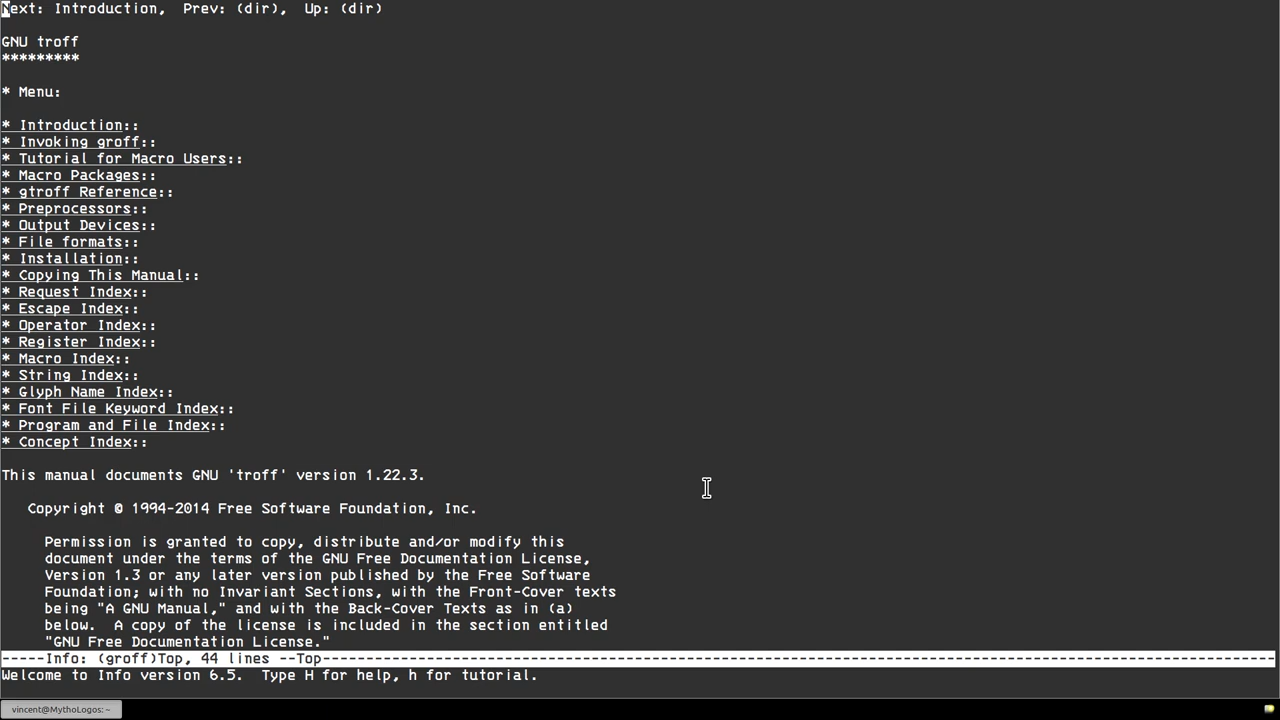 Next: Introduction,  Prev: (dir),  Up: (dir)
GNU troff
*********
* Menu:
* Introduction::
* Invoking groff::
* Tutorial for Macro Users::
* Macro Packages::
* gtroff Reference::
* Preprocessors::
* Output Devices::
* File formats::
* Installation::
* Copying This Manual::
* Request Index::
* Escape Index::
* Operator Index::
* Register Index::
* Macro Index::
* String Index::
* Glyph Name Index::
* Font File Keyword Index::
* Program and File Index::
* Concept Index::
This manual documents GNU 'troff' version 1.22.3.
Copyright © 1994-2014 Free Software Foundation, Inc.
Permission is granted to copy, distribute and/or modify this
document under the terms of the GNU Free Documentation License,
Version 1.3 or any later version published by the Free Software
Foundation; with no Invariant Sections, with the Front-Cover texts
being "A GNU Manual," and with the Back-Cover Texts as in (a)
below.  A copy of the license is included in the section entitled
"GNU Free Documentation License."
-----Info: (groff)Top, 44 lines --Top--------------------------------------------------------------------------------------------------------------
Welcome to Info version 6.5.  Type H for help, h for tutorial.
vincent@MythoLogos: ~